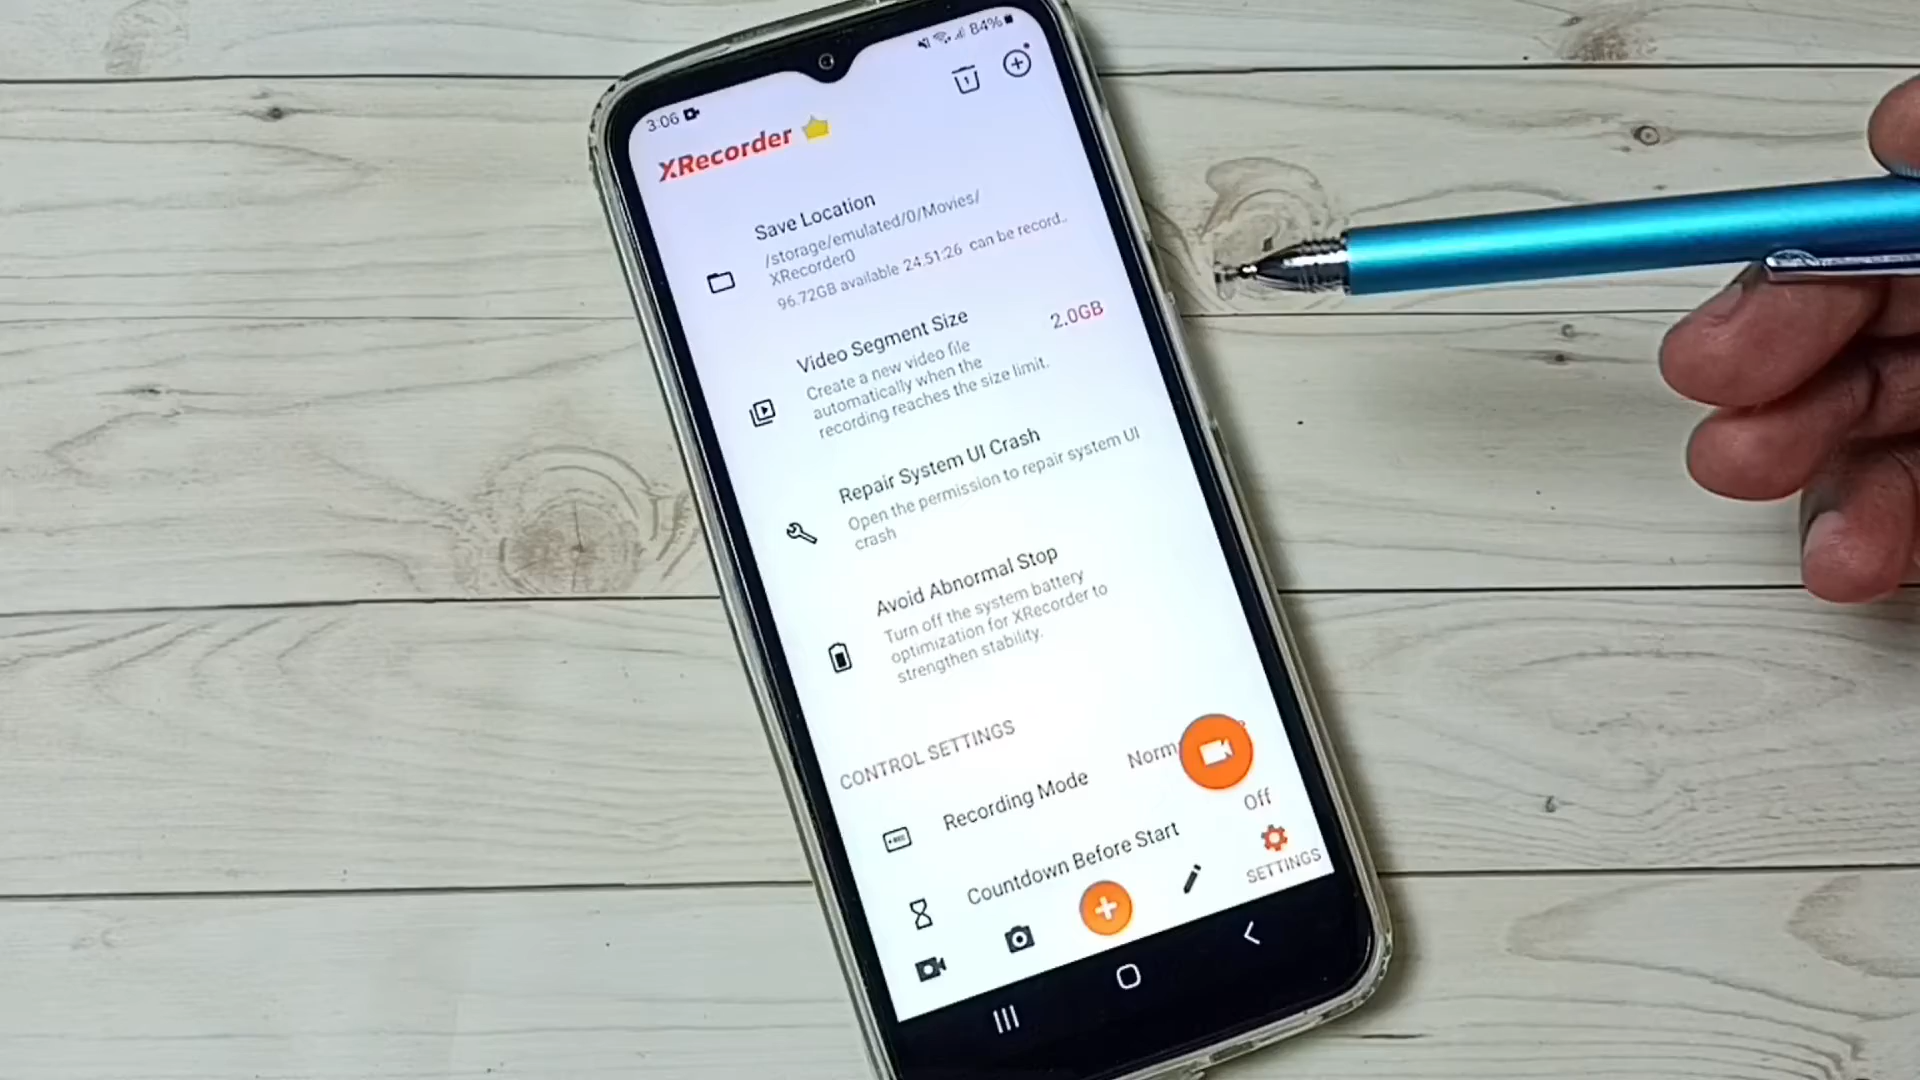 3:06
84%
XRecorder
Save Location
/storage/emulated/0/Movies/
XRecorder0
96.72GB available 24:51:26 can be record..
Video Segment Size
2.0GB
Create a new video file
automatically when the
recording reaches the size limit.
Repair System UI Crash
Open the permission to repair system UI
crash
Avoid Abnormal Stop
Turn off the system battery
optimization for XRecorder to
strengthen stability.
CONTROL SETTINGS
Recording Mode
Norm
Countdown Before Start
Off
SETTINGS